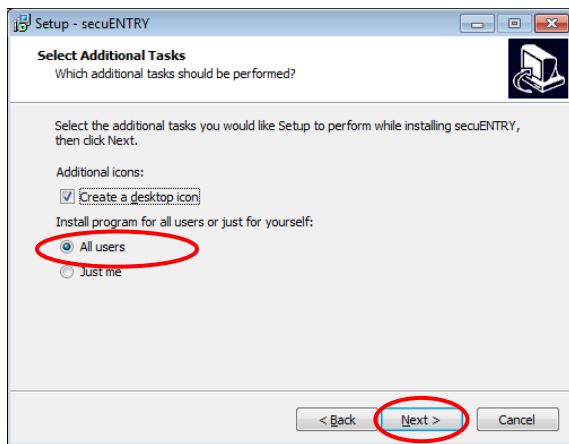 Setup - secuENTRY
Select Additional Tasks
Which additional tasks should be performed?
Select the additional tasks you would like Setup to perform while installing secuENTRY,
then click Next.
Additional icons:
Create a desktop icon
Install program for all users or just for yourself:
All users
Just me
< Back
Next >
Cancel